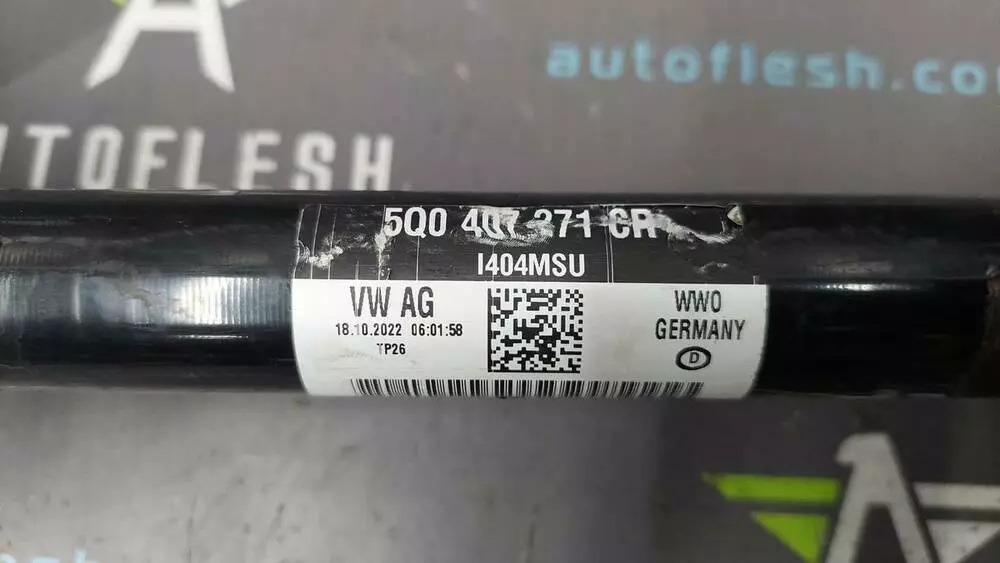 autoflesh.co
UTOFLESH
5Q0 407 271 CR
I404MSU
VW AG
18.10.2022 06:01:58
TP26
WWO
GERMANY
D